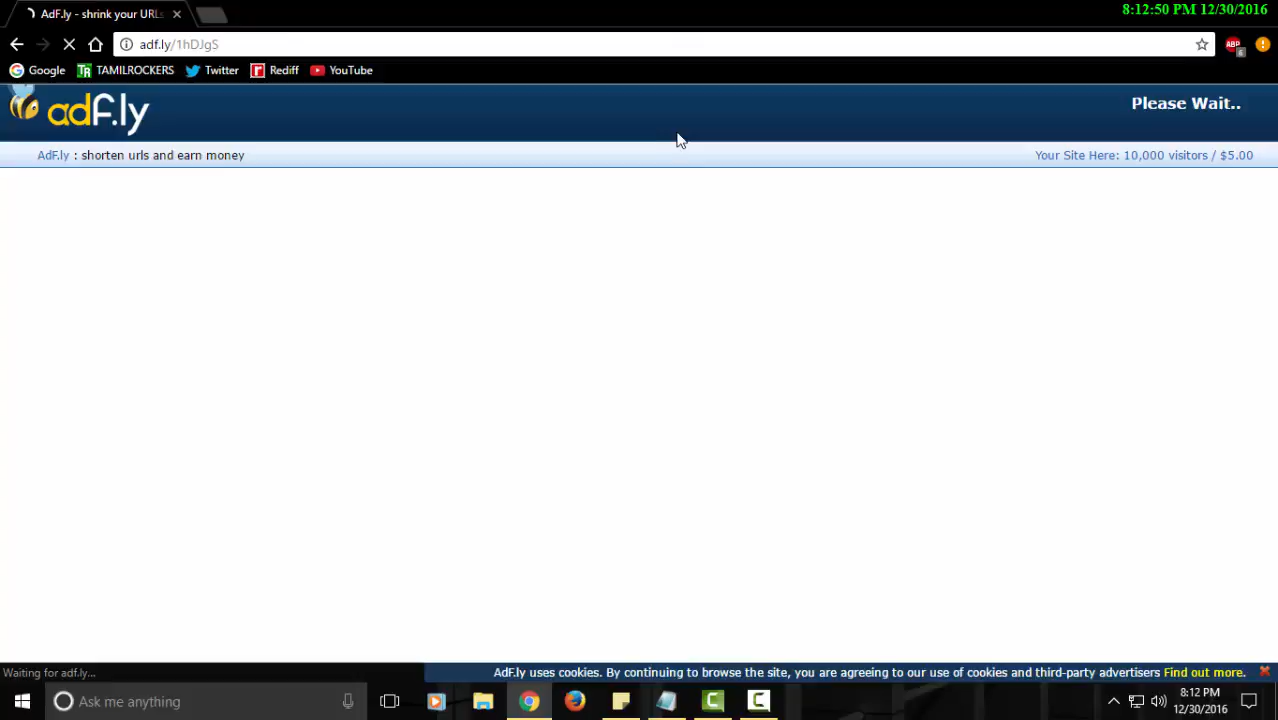 8:12:50 PM 12/30/2016
AdF.ly - shrink your URLs
adf.ly/1hDJgS
ABP
6
Google
TR TAMILROCKERS
Twitter
Rediff
YouTube
adf.ly
Please Wait..
AdF.ly : shorten urls and earn money
Your Site Here: 10,000 visitors / $5.00
Waiting for adf.ly...
AdF.ly uses cookies. By continuing to browse the site, you are agreeing to our use of cookies and third-party advertisers Find out more.
Ask me anything
8:12 PM
12/30/2016